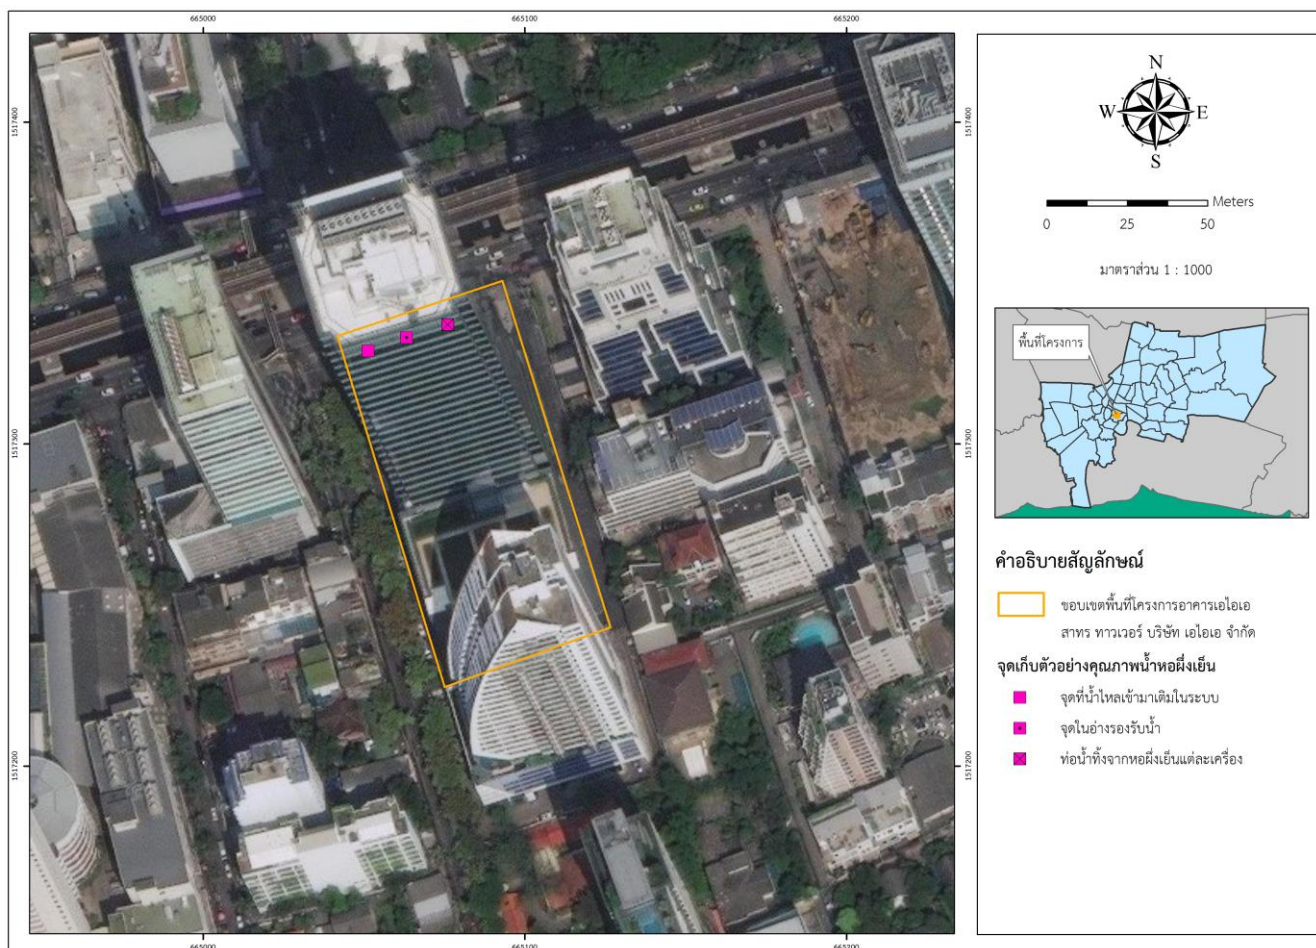 665000
665100
665200
1517400
1517400
1517300
1517300
1517200
1517200
665000
665100
665200
N
W
E
S
Meters
0
25
50
มาตราส่วน 1 : 1000
พื้นที่โครงการ
คำอธิบายสัญลักษณ์
ขอบเขตพื้นที่โครงการอาคารเอไอเอ
สาทร ทาวเวอร์ บริษัท เอไอเอ จำกัด
จุดเก็บตัวอย่างคุณภาพน้ำหอผึ่งเย็น
จุดที่น้ำไหลเข้ามาเติมในระบบ
จุดในอ่างรองรับน้ำ
ท่อน้ำทิ้งจากหอผึ่งเย็นแต่ละเครื่อง